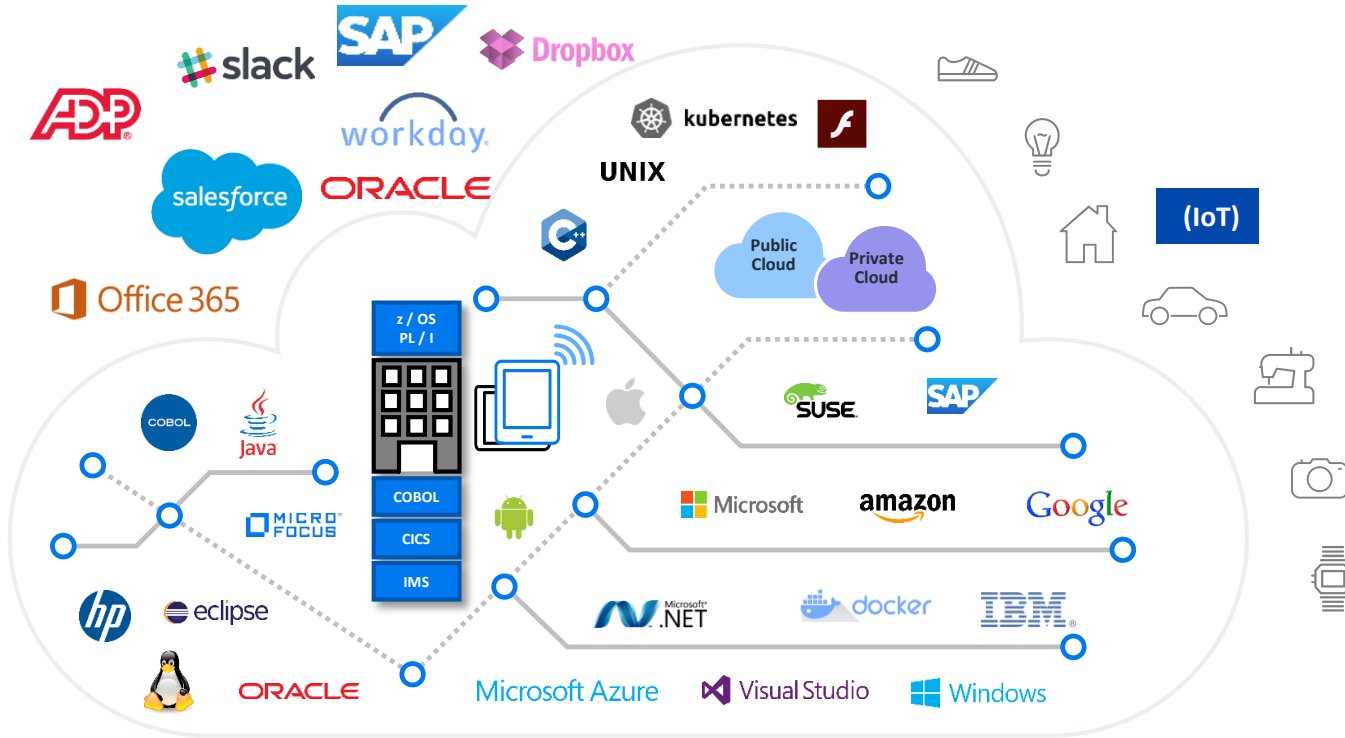 SAP
slack
Dropbox
ADP
workday.
kubernetes
UNIX
salesforce
ORACLE
(IoT)
C++
Public
Cloud
Private
Cloud
Office 365
z / OS
PL / I
SUSE
SAP
COBOL
Java
COBOL
Microsoft
amazon
Google
MICRO
FOCUS
CICS
IMS
hp
eclipse
Microsoft
.NET
docker
IBM
ORACLE
Microsoft Azure
Visual Studio
Windows